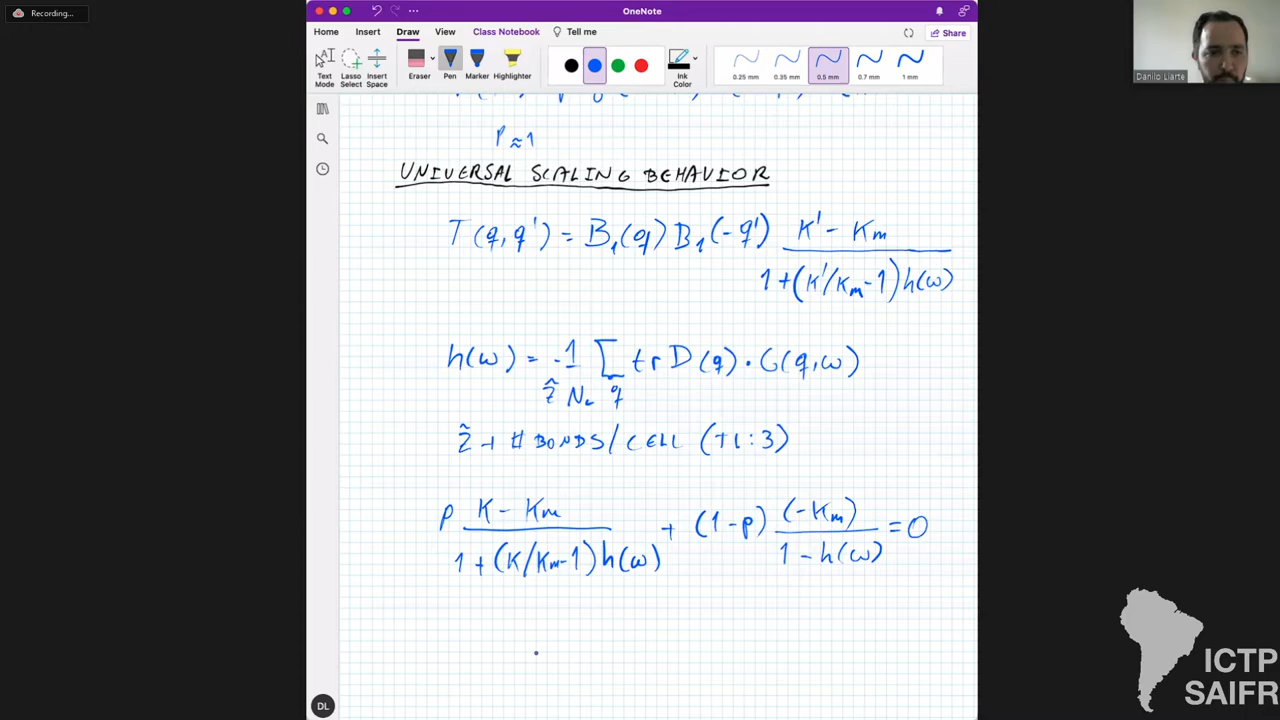 Recording...
OneNote
Home Insert Draw View Class Notebook Tell me
Share
Text Mode
Lasso Select
Insert Space
Eraser
Pen
Marker
Highlighter
Ink Color
0.25 mm
0.35 mm
0.5 mm
0.7 mm
1 mm
Danilo Liarte
P ≈ 1
UNIVERSAL SCALING BEHAVIOR
T(q,q') = B₁(q) B₁(-q') (K' - Km) / (1+(K'/Km-1)h(ω))
h(ω) = -1/(z̃ Nc) Σ_q tr D(q)·G(q,ω)
z̃ → # BONDS/CELL (TL: 3)
P (K - Km) / (1+(K/Km-1)h(ω)) + (1-p) (-Km) / (1-h(ω)) = 0
DL
ICTP
SAIFR